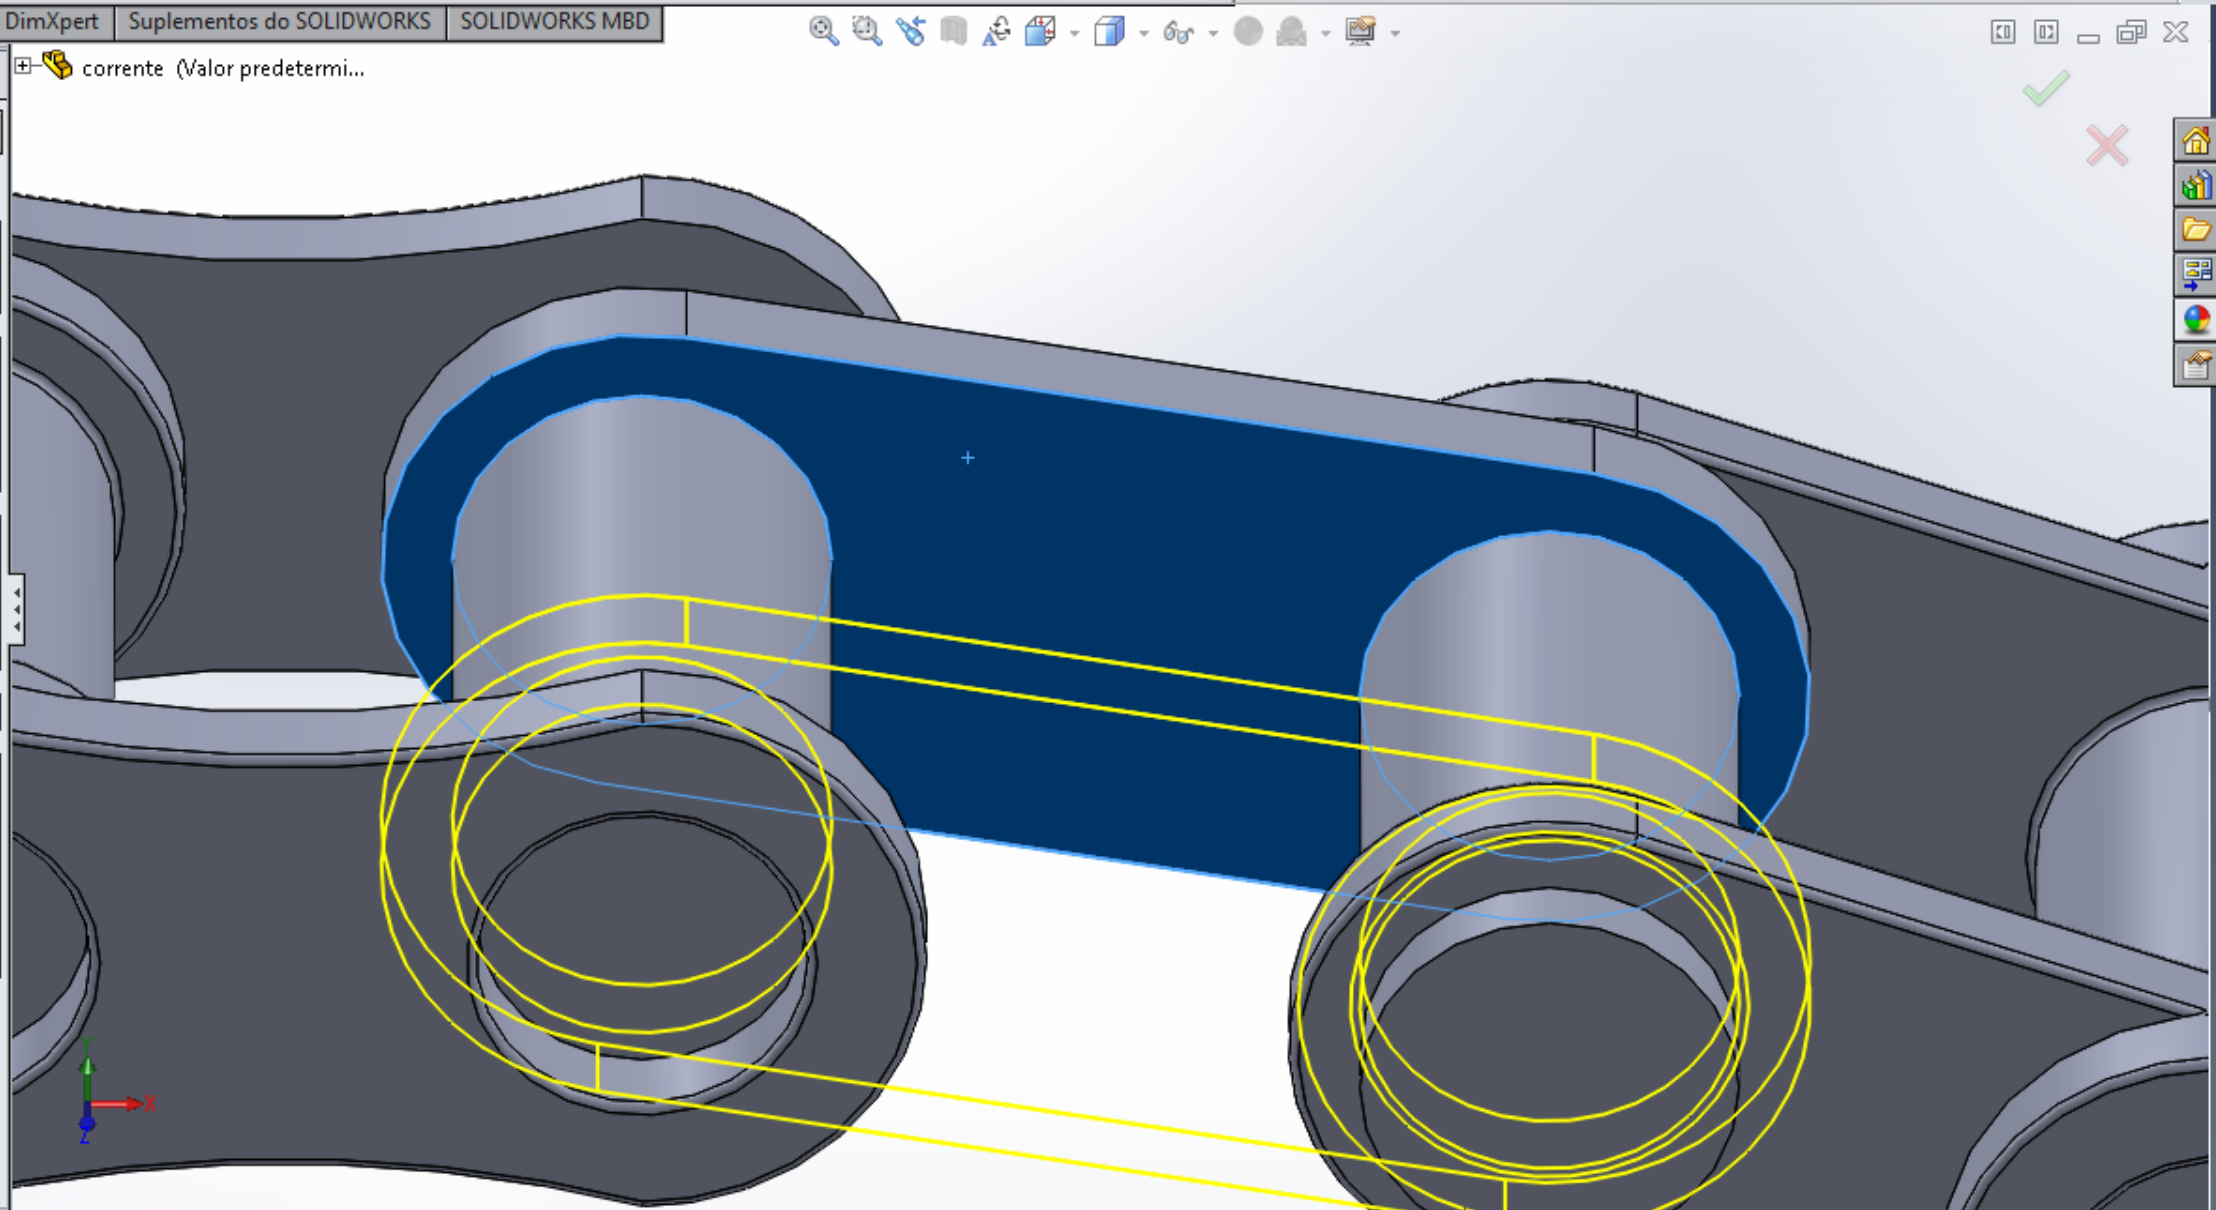 DimXpert Suplementos do SOLIDWORKS SOLIDWORKS MBD
corrente (Valor predetermi...
Y
X
Z